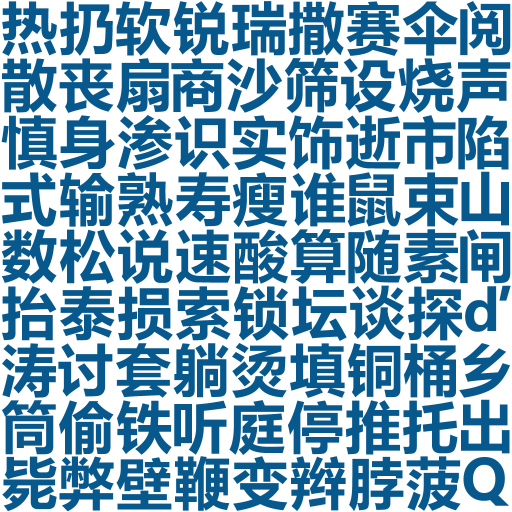 热扔软锐瑞撒赛伞阅
散丧扇商沙筛设烧声
慎身渗识实饰逝市陷
式输熟寿瘦谁鼠束山
数松说速酸算随素闸
抬泰损索锁坛谈探ď
涛讨套躺烫填铜桶乡
筒偷铁听庭停推托出
毙弊壁鞭变辫脖菠Q